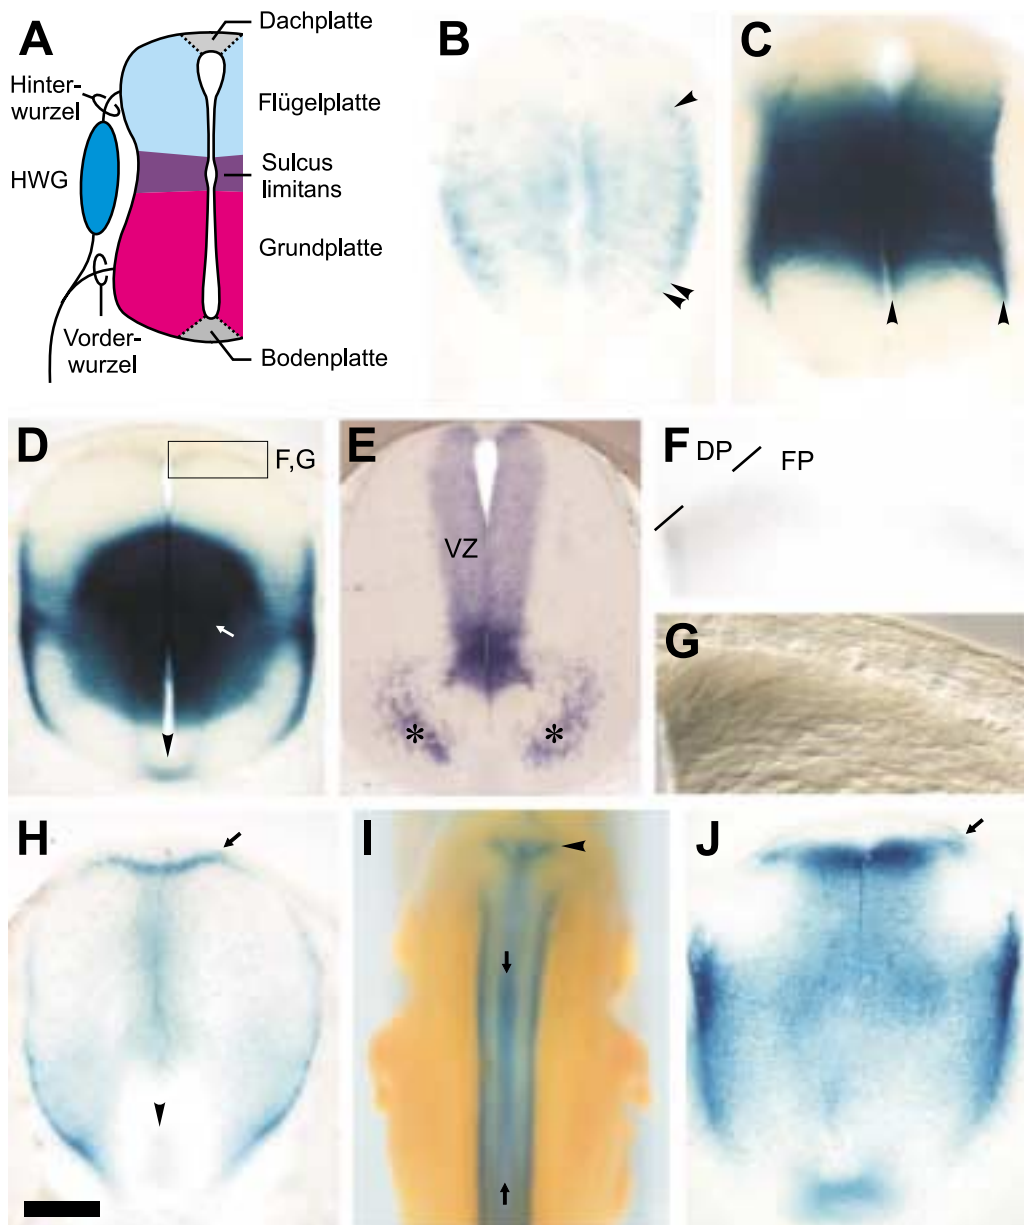 A
Dachplatte
Hinter-
wurzel
Flügelplatte
HWG
Sulcus
limitans
Grundplatte
Vorder-
wurzel
Bodenplatte
B
C
D
F,G
E
VZ
*
*
F
DP
FP
G
H
I
J